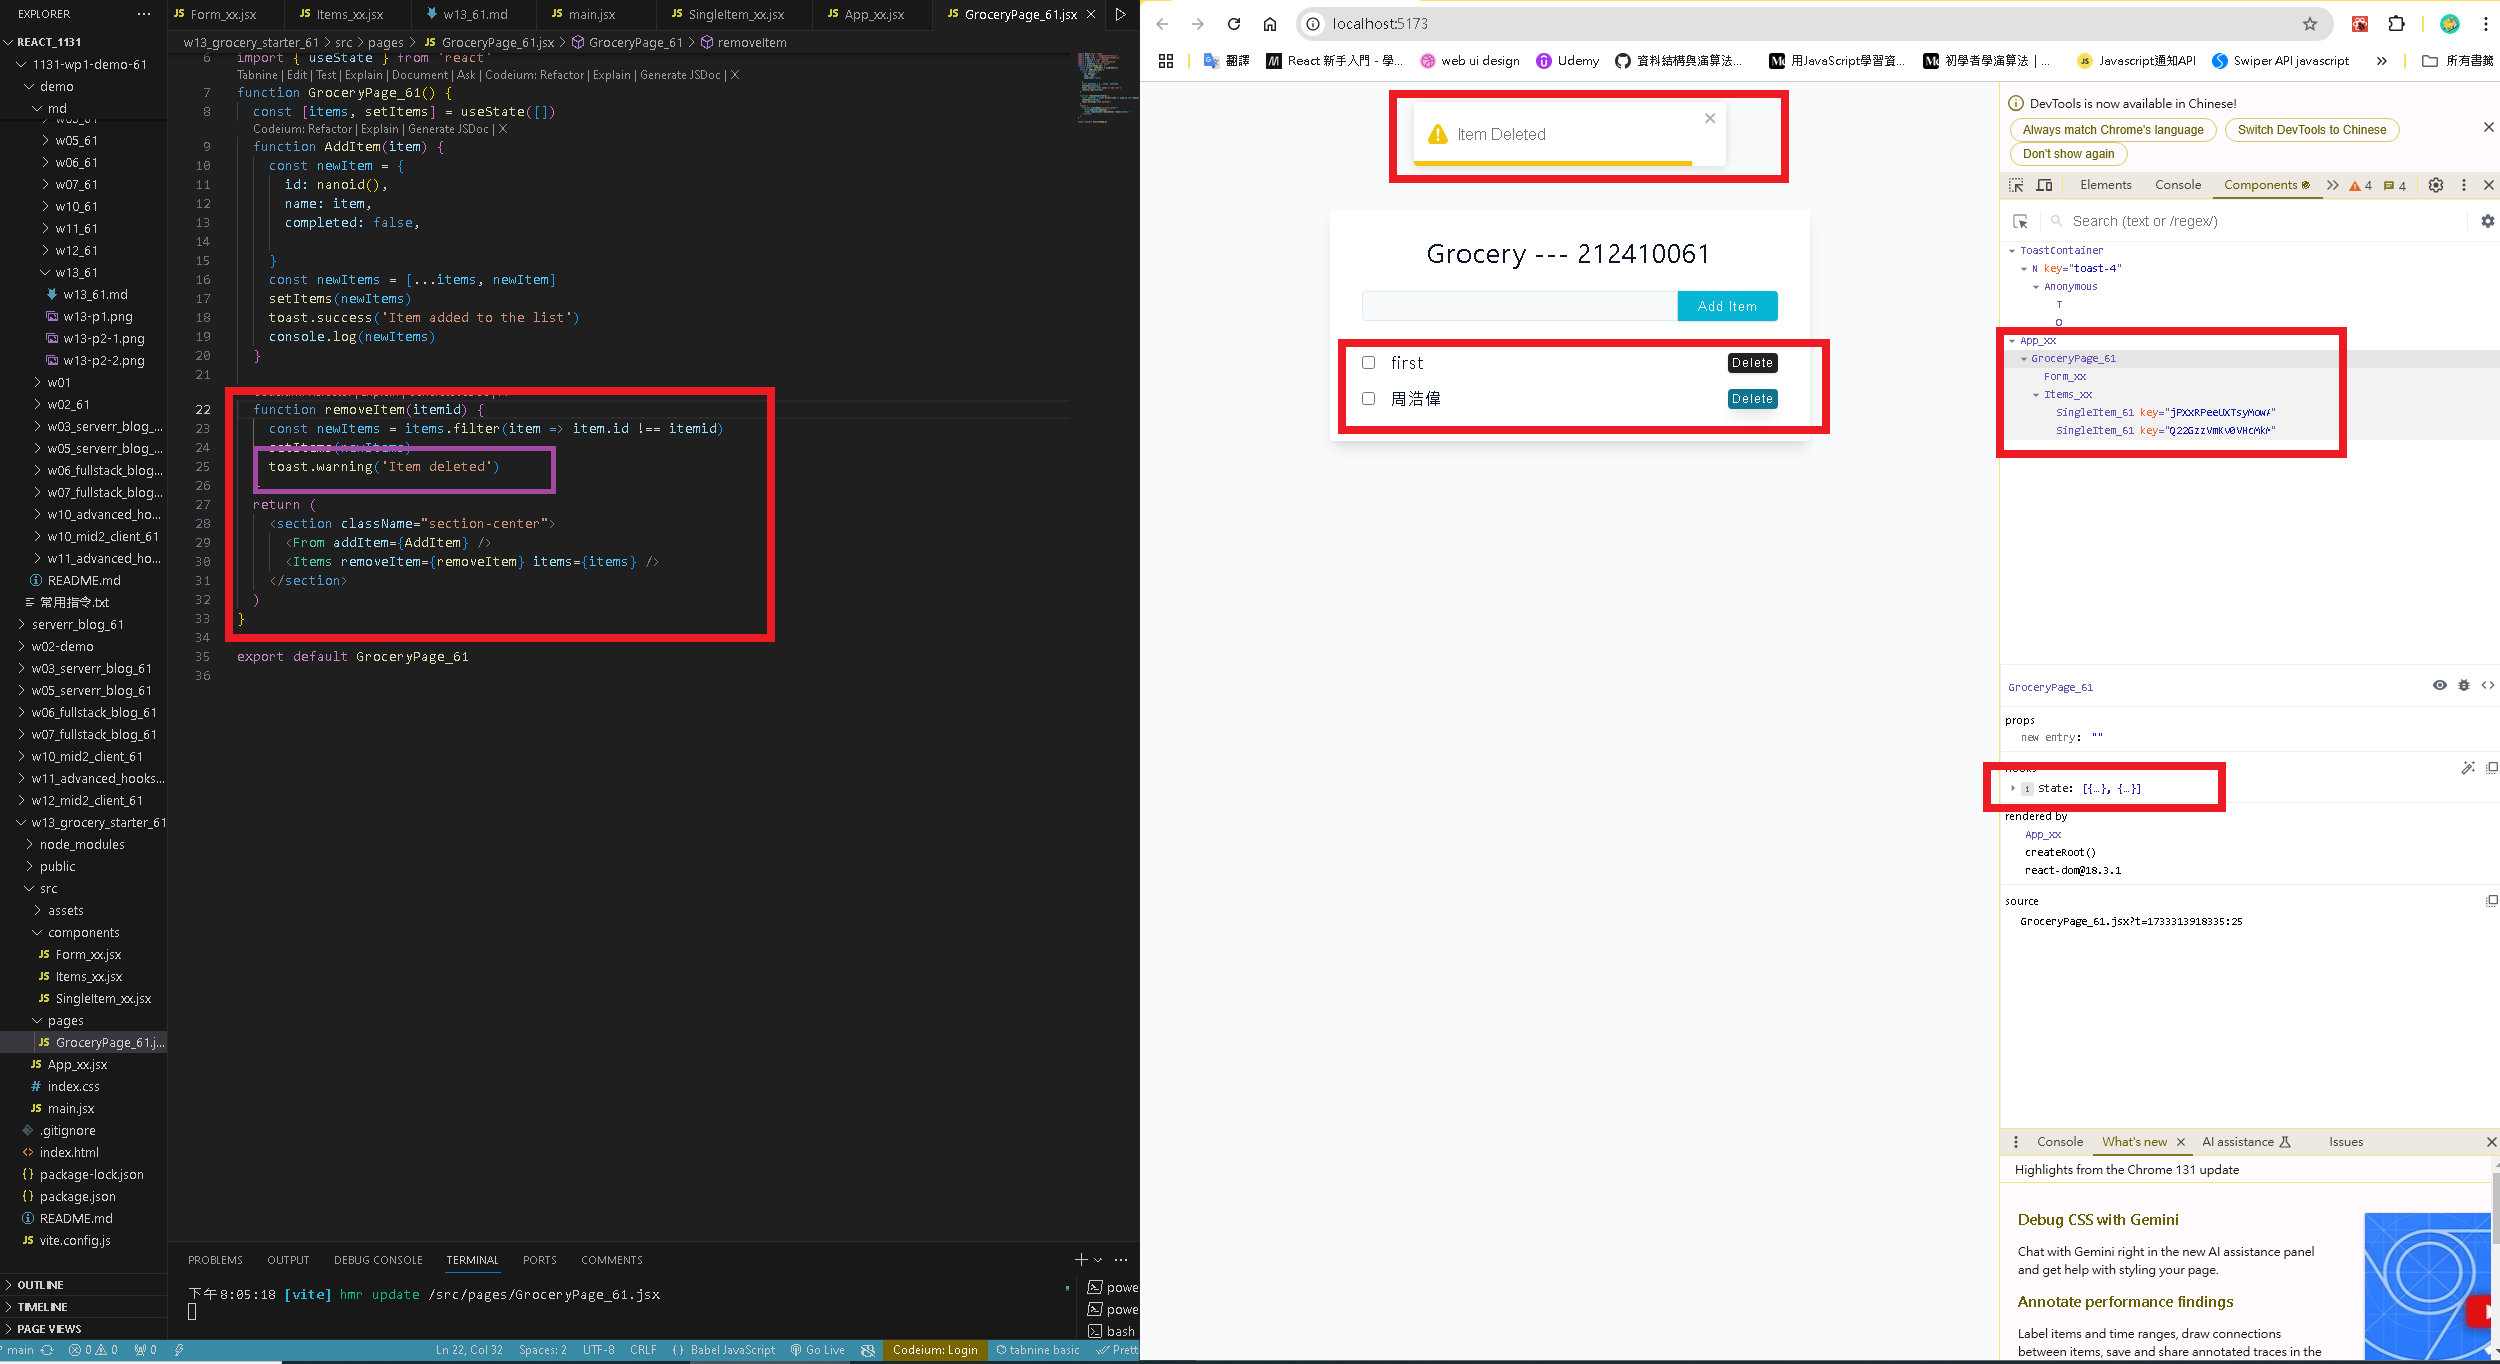 EXPLORER
REACT_1131
1131-wp1-demo-61
demo
md
w05_61
w06_61
w07_61
w10_61
w11_61
w12_61
w13_61
w13_61.md
w13-p1.png
w13-p2-1.png
w13-p2-2.png
w01
w02_61
w03_serverr_blog_...
w05_serverr_blog_...
w06_fullstack_blog...
w07_fullstack_blog...
w10_advanced_ho...
w10_mid2_client_61
w11_advanced_ho...
README.md
常用指令.txt
serverr_blog_61
w02-demo
w03_serverr_blog_61
w05_serverr_blog_61
w06_fullstack_blog_61
w07_fullstack_blog_61
w10_mid2_client_61
w11_advanced_hooks...
w12_mid2_client_61
w13_grocery_starter_61
node_modules
public
src
assets
components
JS Form_xx.jsx
JS Items_xx.jsx
JS SingleItem_xx.jsx
pages
JS GroceryPage_61.j...
JS App_xx.jsx
# index.css
JS main.jsx
.gitignore
<> index.html
{} package-lock.json
{} package.json
README.md
JS vite.config.js
OUTLINE
TIMELINE
PAGE VIEWS
JS Form_xx.jsx JS Items_xx.jsx w13_61.md JS main.jsx JS SingleItem_xx.jsx JS App_xx.jsx JS GroceryPage_61.jsx
w13_grocery_starter_61 > src > pages > JS GroceryPage_61.jsx > GroceryPage_61 > removeItem
6 import { useState } from 'react'
Tabnine | Edit | Test | Explain | Document | Ask | Codeium: Refactor | Explain | Generate JSDoc | X
7 function GroceryPage_61() {
8 const [items, setItems] = useState([])
Codeium: Refactor | Explain | Generate JSDoc | X
9 function AddItem(item) {
10 const newItem = {
11 id: nanoid(),
12 name: item,
13 completed: false,
14
15 }
16 const newItems = [...items, newItem]
17 setItems(newItems)
18 toast.success('Item added to the list')
19 console.log(newItems)
20 }
21
22 function removeItem(itemid) {
23 const newItems = items.filter(item => item.id !== itemid)
24 setItems(newItems)
25 toast.warning('Item deleted')
26
27 return (
28 <section className="section-center">
29 <From addItem={AddItem} />
30 <Items removeItem={removeItem} items={items} />
31 </section>
32 )
33 }
34
35 export default GroceryPage_61
36
PROBLEMS OUTPUT DEBUG CONSOLE TERMINAL PORTS COMMENTS
下午8:05:18 [vite] hmr update /src/pages/GroceryPage_61.jsx
powe
powe
bash
main 0 0 0 Ln 22, Col 32 Spaces: 2 UTF-8 CRLF {} Babel JavaScript Go Live Codeium: Login tabnine basic Prett
localhost:5173
翻譯 React 新手入門 - 學... web ui design Udemy 資料結構與演算法... 用JavaScript學習資... 初學者學演算法 | ... Javascript通知API Swiper API javascript 所有書籤
Item Deleted
Grocery --- 212410061
Add Item
first Delete
周浩偉 Delete
DevTools is now available in Chinese!
Always match Chrome's language Switch DevTools to Chinese
Don't show again
Elements Console Components 4 4
Search (text or /regex/)
ToastContainer
N key="toast-4"
Anonymous
T
O
App_xx
GroceryPage_61
Form_xx
Items_xx
SingleItem_61
SingleItem_61
GroceryPage_61
props
new entry: ""
hooks
1 State: [{…}, {…}]
rendered by
App_xx
createRoot()
react-dom@18.3.1
source
GroceryPage_61.jsx?t=1733313918335:25
Console What's new AI assistance Issues
Highlights from the Chrome 131 update
Debug CSS with Gemini
Chat with Gemini right in the new AI assistance panel
and get help with styling your page.
Annotate performance findings
Label items and time ranges, draw connections
between items, save and share annotated traces in the